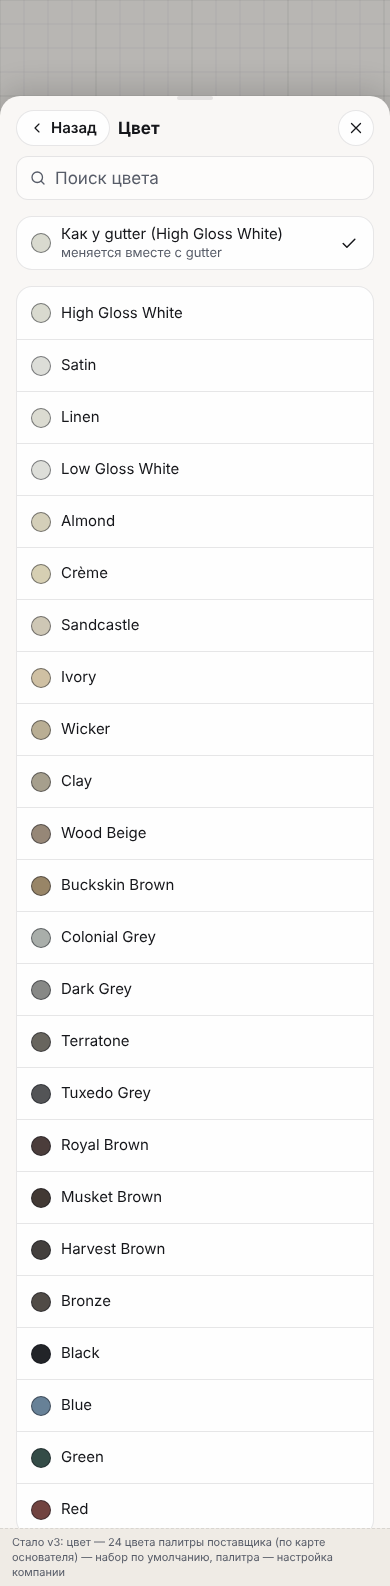 Назад Цвет
Поиск цвета
Как у gutter (High Gloss White)
меняется вместе с gutter
High Gloss White
Satin
Linen
Low Gloss White
Almond
Crème
Sandcastle
Ivory
Wicker
Clay
Wood Beige
Buckskin Brown
Colonial Grey
Dark Grey
Terratone
Tuxedo Grey
Royal Brown
Musket Brown
Harvest Brown
Bronze
Black
Blue
Green
Red
Стало v3: цвет — 24 цвета палитры поставщика (по карте
основателя) — набор по умолчанию, палитра — настройка
компании